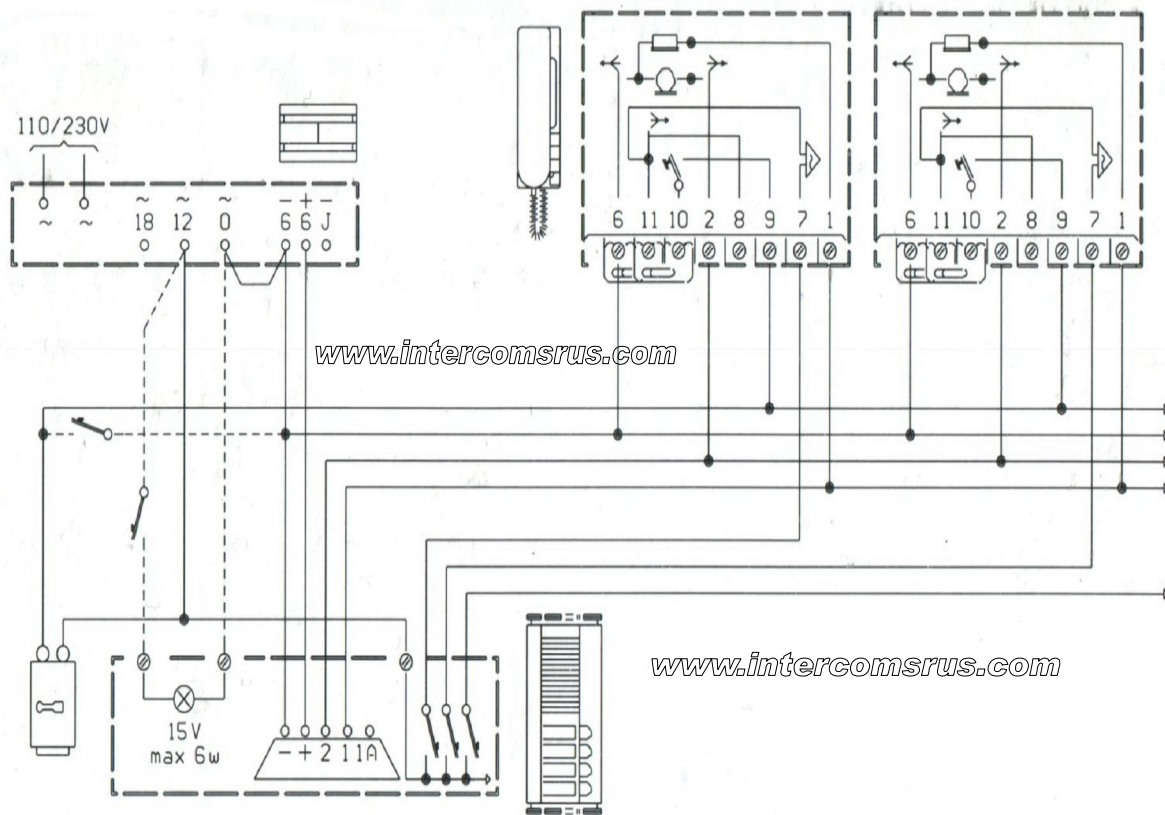 110/230V
~ ~
~ ~ ~ - + -
18 12 0 6 6 J
6 11 10 2 8 9 7 1
6 11 10 2 8 9 7 1
www.intercomsrus.com
www.intercomsrus.com
15V
max 6w
- + 2 1 1A